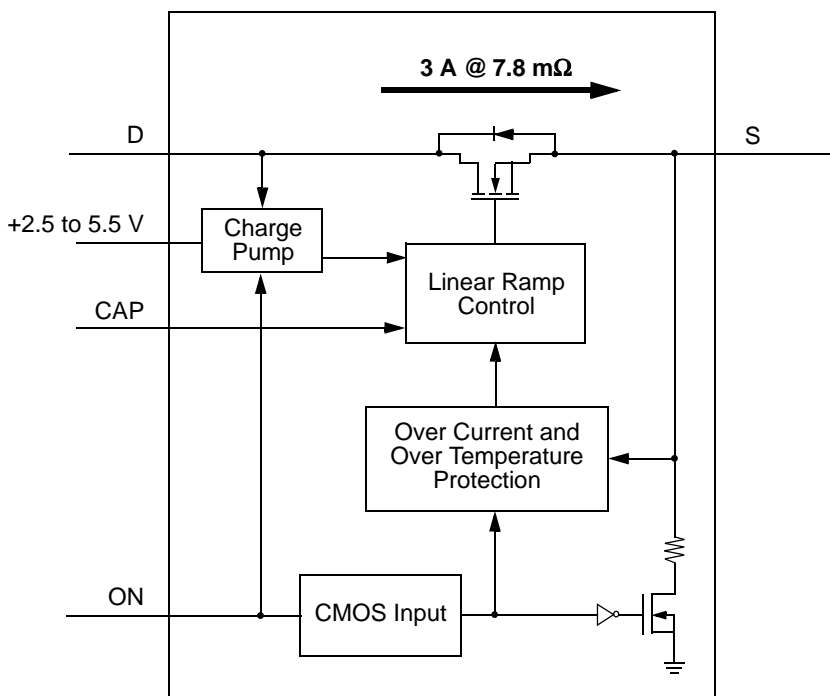 3 A @ 7.8 mΩ
D
S
+2.5 to 5.5 V
Charge
Pump
Linear Ramp
Control
CAP
Over Current and
Over Temperature
Protection
ON
CMOS Input